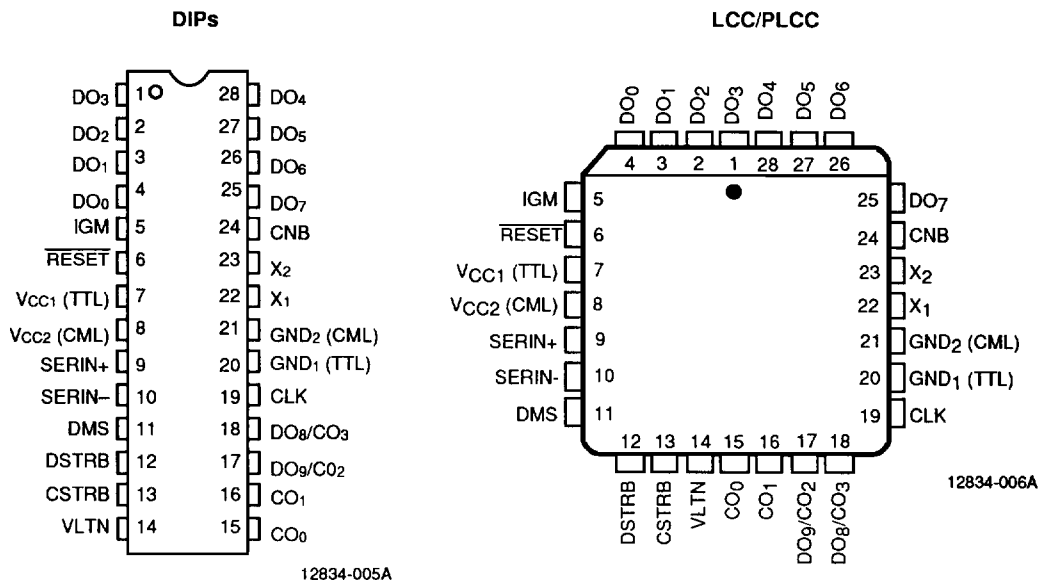 DIPs
DO3 1 28 DO4
DO2 2 27 DO5
DO1 3 26 DO6
DO0 4 25 DO7
IGM 5 24 CNB
RESET 6 23 X2
VCC1 (TTL) 7 22 X1
VCC2 (CML) 8 21 GND2 (CML)
SERIN+ 9 20 GND1 (TTL)
SERIN– 10 19 CLK
DMS 11 18 DO8/CO3
DSTRB 12 17 DO9/C02
CSTRB 13 16 CO1
VLTN 14 15 CO0
12834-005A
LCC/PLCC
DO0 DO1 DO2 DO3 DO4 DO5 DO6
4 3 2 1 28 27 26
IGM 5 25 DO7
RESET 6 24 CNB
VCC1 (TTL) 7 23 X2
VCC2 (CML) 8 22 X1
SERIN+ 9 21 GND2 (CML)
SERIN- 10 20 GND1 (TTL)
DMS 11 19 CLK
12 13 14 15 16 17 18
DSTRB CSTRB VLTN CO0 CO1 DO9/CO2 DO8/CO3
12834-006A